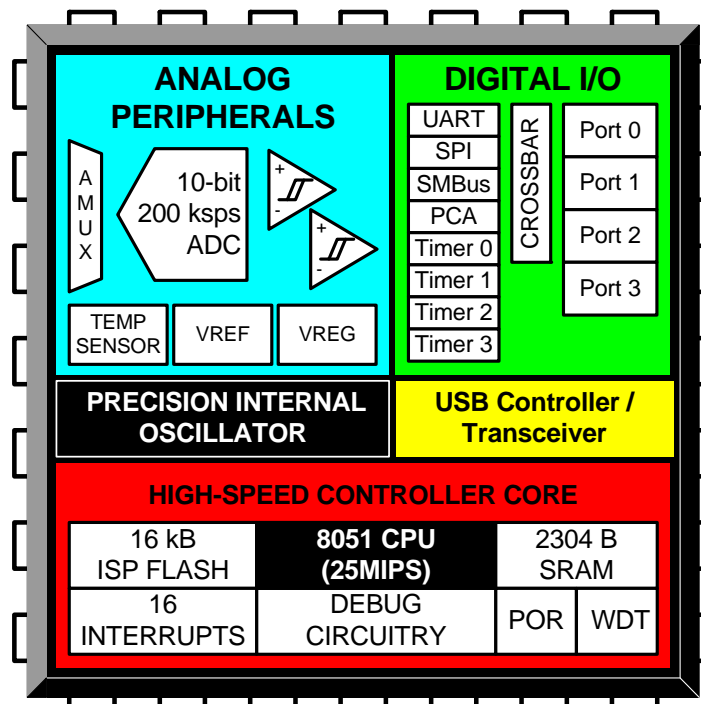 ANALOG
PERIPHERALS
A
M
U
X
10-bit
200 ksps
ADC
+
-
+
-
TEMP
SENSOR
VREF
VREG
DIGITAL I/O
UART
SPI
SMBus
PCA
Timer 0
Timer 1
Timer 2
Timer 3
CROSSBAR
Port 0
Port 1
Port 2
Port 3
PRECISION INTERNAL
OSCILLATOR
USB Controller /
Transceiver
HIGH-SPEED CONTROLLER CORE
16 kB
ISP FLASH
8051 CPU
(25MIPS)
2304 B
SRAM
16
INTERRUPTS
DEBUG
CIRCUITRY
POR
WDT